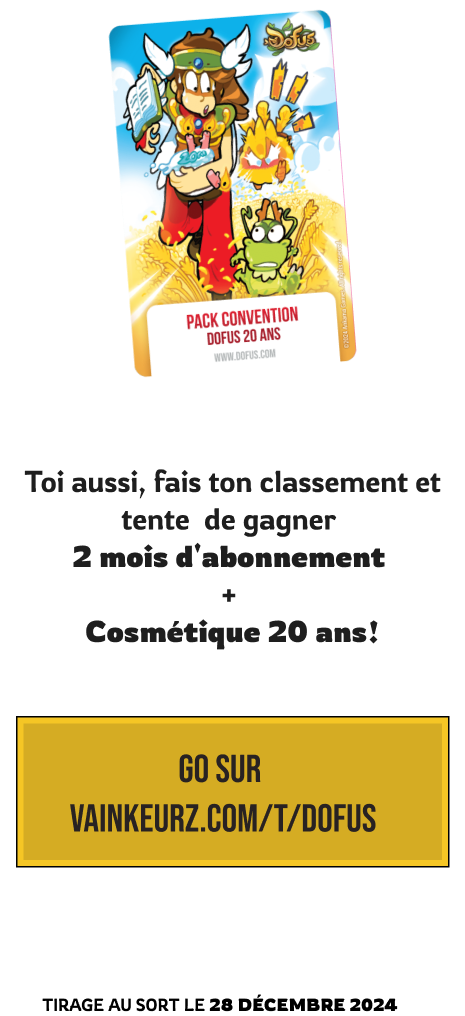 DOFUS
PACK CONVENTION
DOFUS 20 ANS
WWW.DOFUS.COM
Toi aussi, fais ton classement et
tente de gagner
2 mois d'abonnement
+
Cosmétique 20 ans!
GO SUR
VAINKEURZ.COM/T/DOFUS
TIRAGE AU SORT LE 28 DÉCEMBRE 2024